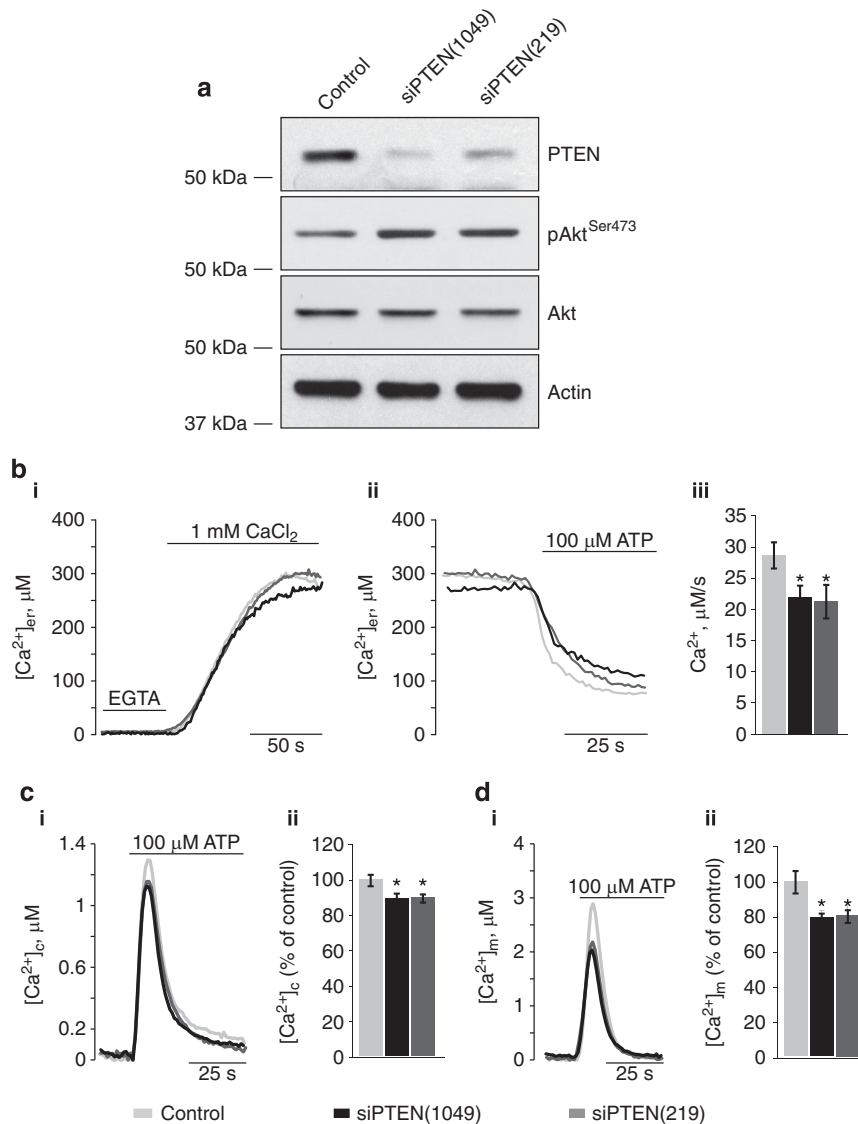 a
Control
siPTEN(1049)
siPTEN(219)
PTEN
50 kDa —
pAkt^Ser473
50 kDa —
Akt
50 kDa —
Actin
37 kDa —
b
i
[Ca²⁺]er, µM
400
300
200
100
0
1 mM CaCl₂
EGTA
50 s
ii
[Ca²⁺]er, µM
400
300
200
100
0
100 µM ATP
25 s
iii
Ca²⁺, µM/s
35
30
25
20
15
10
5
0
* *
c
i
[Ca²⁺]c, µM
1.4
1
0.6
0.2
0
100 µM ATP
25 s
ii
[Ca²⁺]c (% of control)
120
100
80
60
40
20
0
* *
d
i
[Ca²⁺]m, µM
4
3
2
1
0
100 µM ATP
25 s
ii
[Ca²⁺]m (% of control)
120
100
80
60
40
20
0
* *
Control
siPTEN(1049)
siPTEN(219)